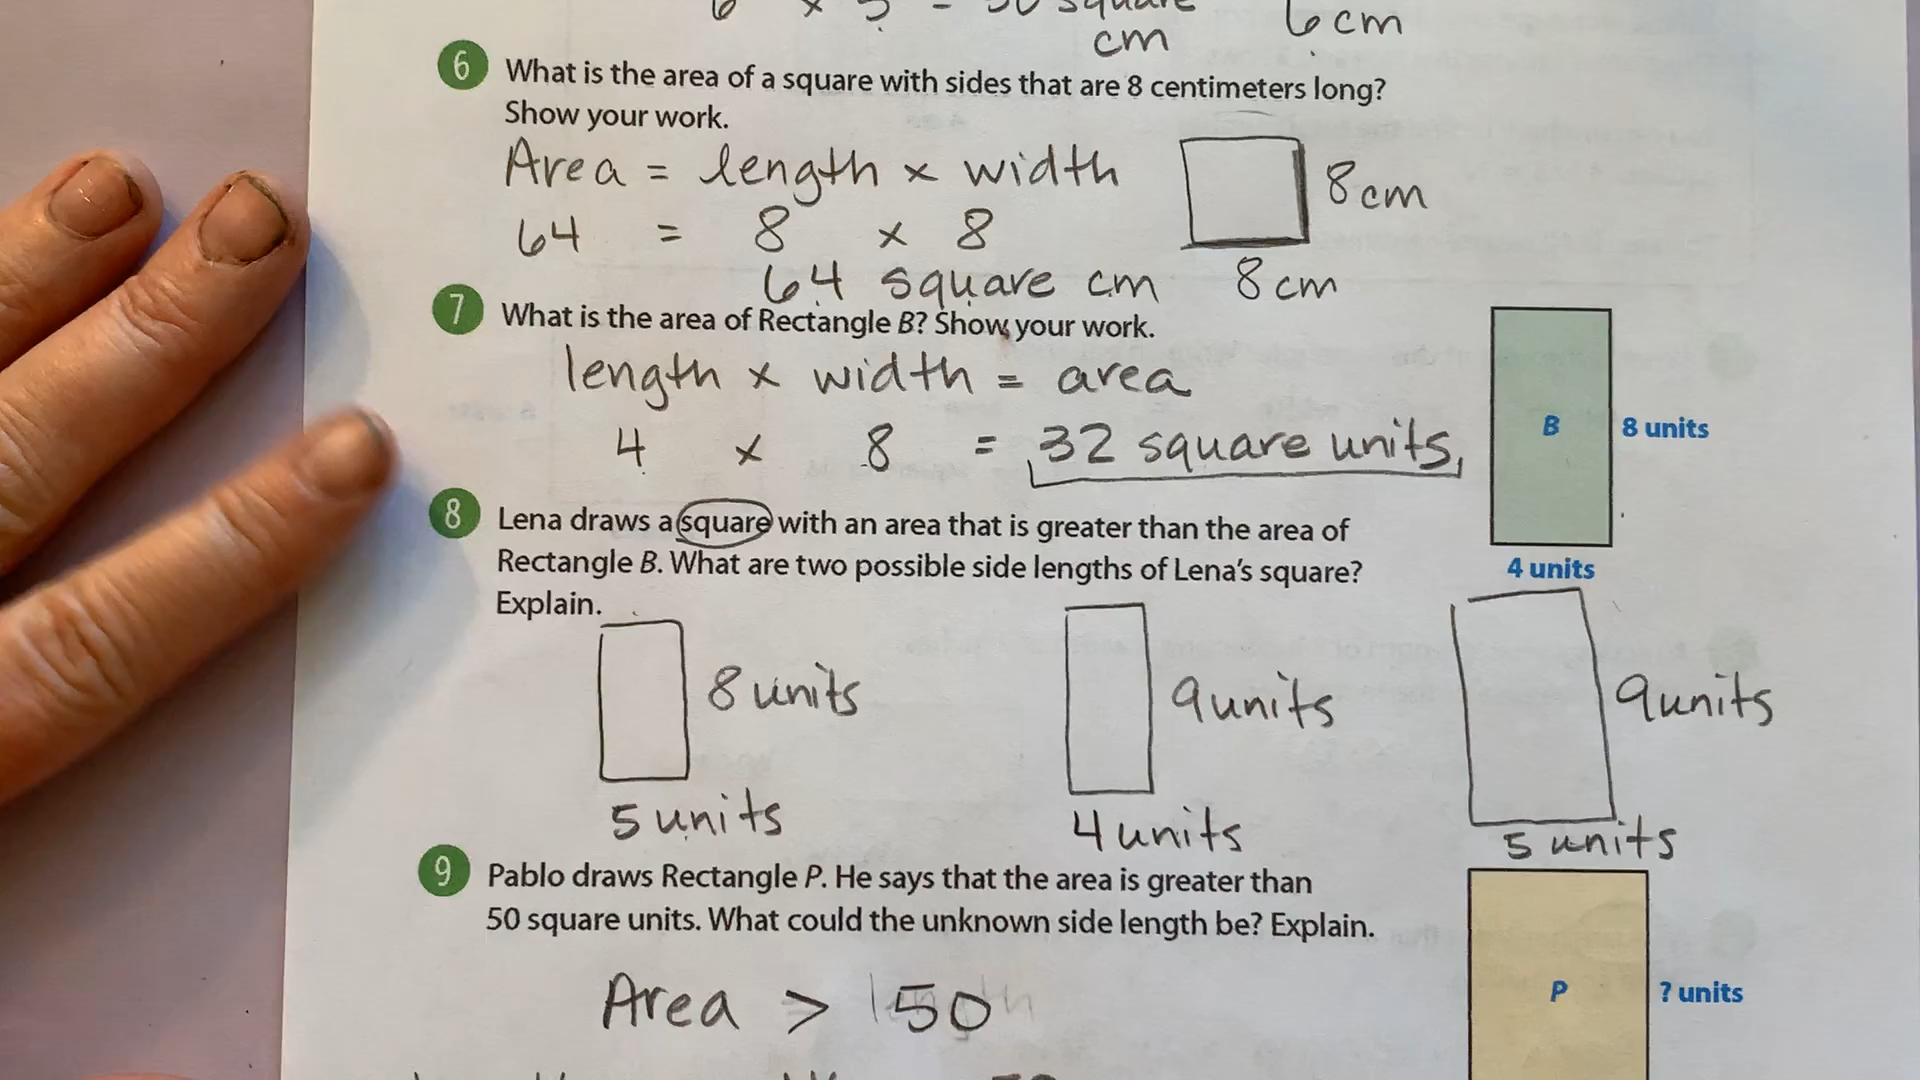 6 x 5 = 30 square
cm
6 cm
6 What is the area of a square with sides that are 8 centimeters long?
Show your work.
Area = length x width
64 = 8 x 8
64 square cm
8 cm
8 cm
7 What is the area of Rectangle B? Show your work.
length x width = area
4 x 8 = 32 square units
B
8 units
4 units
8 Lena draws a square with an area that is greater than the area of
Rectangle B. What are two possible side lengths of Lena's square?
Explain.
8 units
5 units
9 units
4 units
9 units
5 units
9 Pablo draws Rectangle P. He says that the area is greater than
50 square units. What could the unknown side length be? Explain.
Area > 50
P
? units